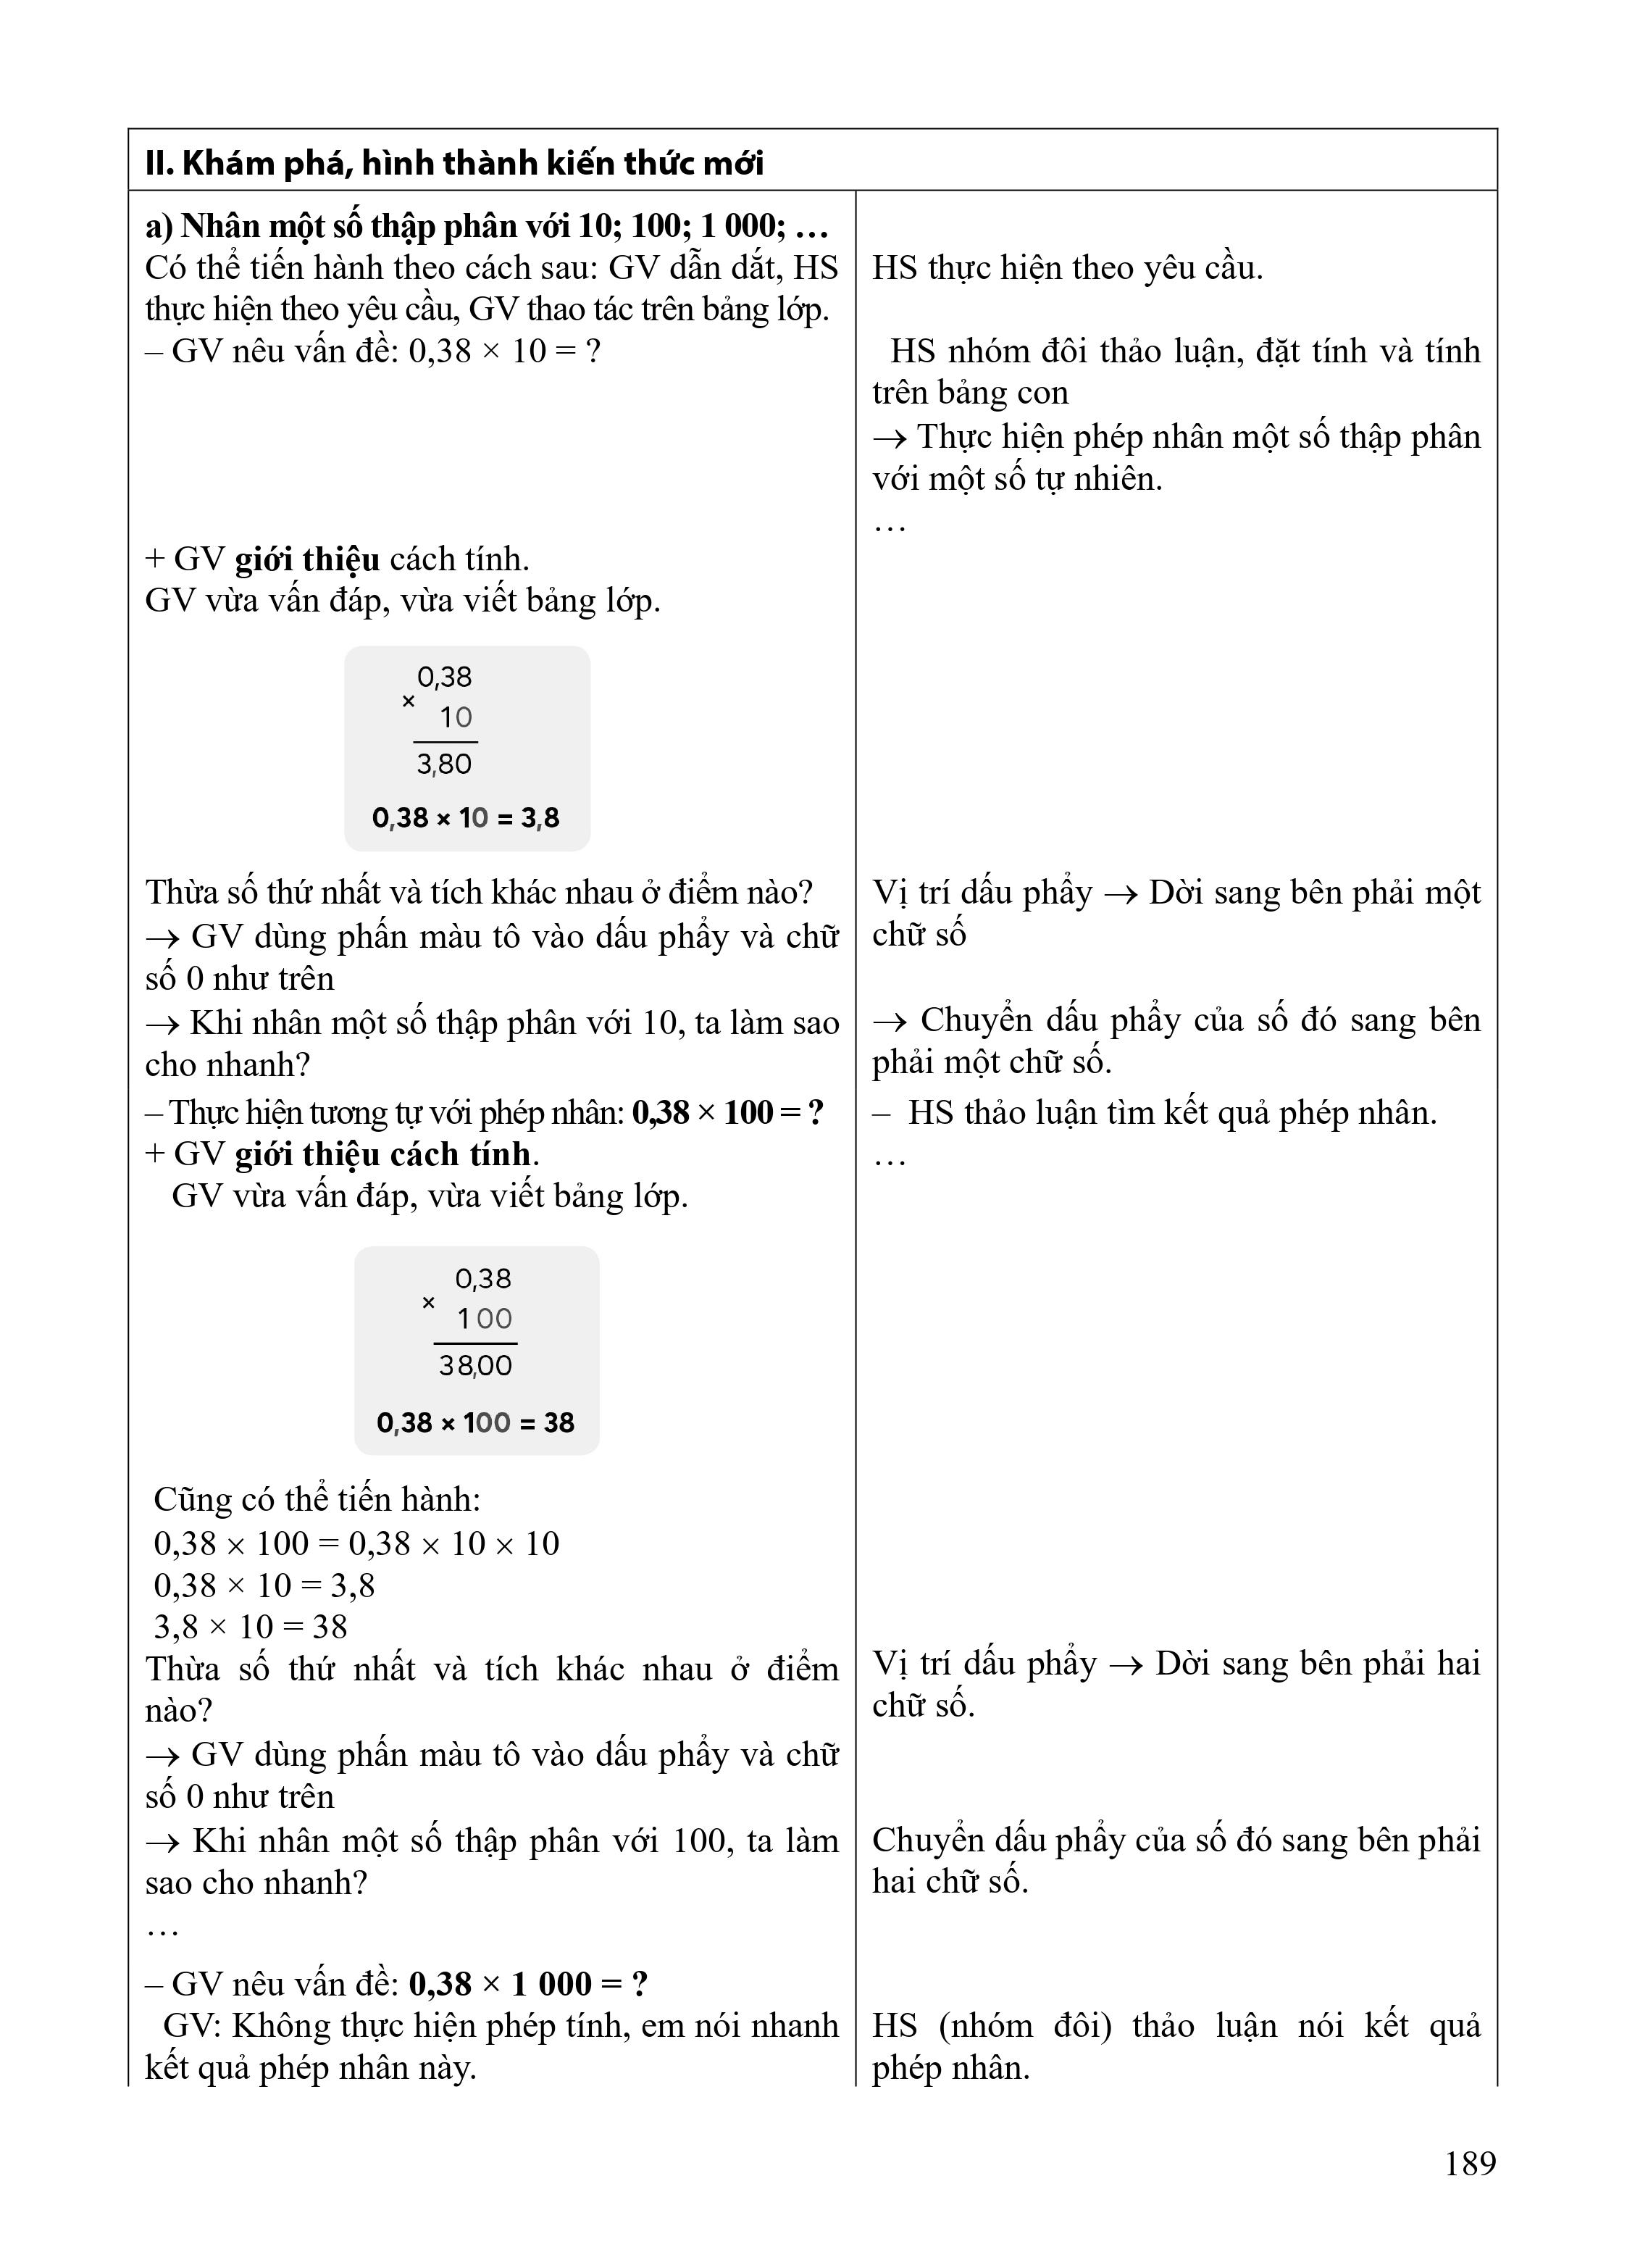 II. Khám phá, hình thành kiến thức mới
a) Nhân một số thập phân với 10; 100; 1 000; …
Có thể tiến hành theo cách sau: GV dẫn dắt, HS
thực hiện theo yêu cầu, GV thao tác trên bảng lớp.
– GV nêu vấn đề: 0,38 × 10 = ?
+ GV giới thiệu cách tính.
GV vừa vấn đáp, vừa viết bảng lớp.
0,38
×
10
3,80
0,38 × 10 = 3,8
Thừa số thứ nhất và tích khác nhau ở điểm nào?
→ GV dùng phấn màu tô vào dấu phẩy và chữ
số 0 như trên
→ Khi nhân một số thập phân với 10, ta làm sao
cho nhanh?
– Thực hiện tương tự với phép nhân: 0,38 × 100 = ?
+ GV giới thiệu cách tính.
GV vừa vấn đáp, vừa viết bảng lớp.
0,38
×
100
38,00
0,38 × 100 = 38
Cũng có thể tiến hành:
0,38 × 100 = 0,38 × 10 × 10
0,38 × 10 = 3,8
3,8 × 10 = 38
Thừa số thứ nhất và tích khác nhau ở điểm
nào?
→ GV dùng phấn màu tô vào dấu phẩy và chữ
số 0 như trên
→ Khi nhân một số thập phân với 100, ta làm
sao cho nhanh?
…
– GV nêu vấn đề: 0,38 × 1 000 = ?
GV: Không thực hiện phép tính, em nói nhanh
kết quả phép nhân này.
HS thực hiện theo yêu cầu.
HS nhóm đôi thảo luận, đặt tính và tính
trên bảng con
→ Thực hiện phép nhân một số thập phân
với một số tự nhiên.
…
Vị trí dấu phẩy → Dời sang bên phải một
chữ số
→ Chuyển dấu phẩy của số đó sang bên
phải một chữ số.
– HS thảo luận tìm kết quả phép nhân.
…
Vị trí dấu phẩy → Dời sang bên phải hai
chữ số.
Chuyển dấu phẩy của số đó sang bên phải
hai chữ số.
HS (nhóm đôi) thảo luận nói kết quả
phép nhân.
189